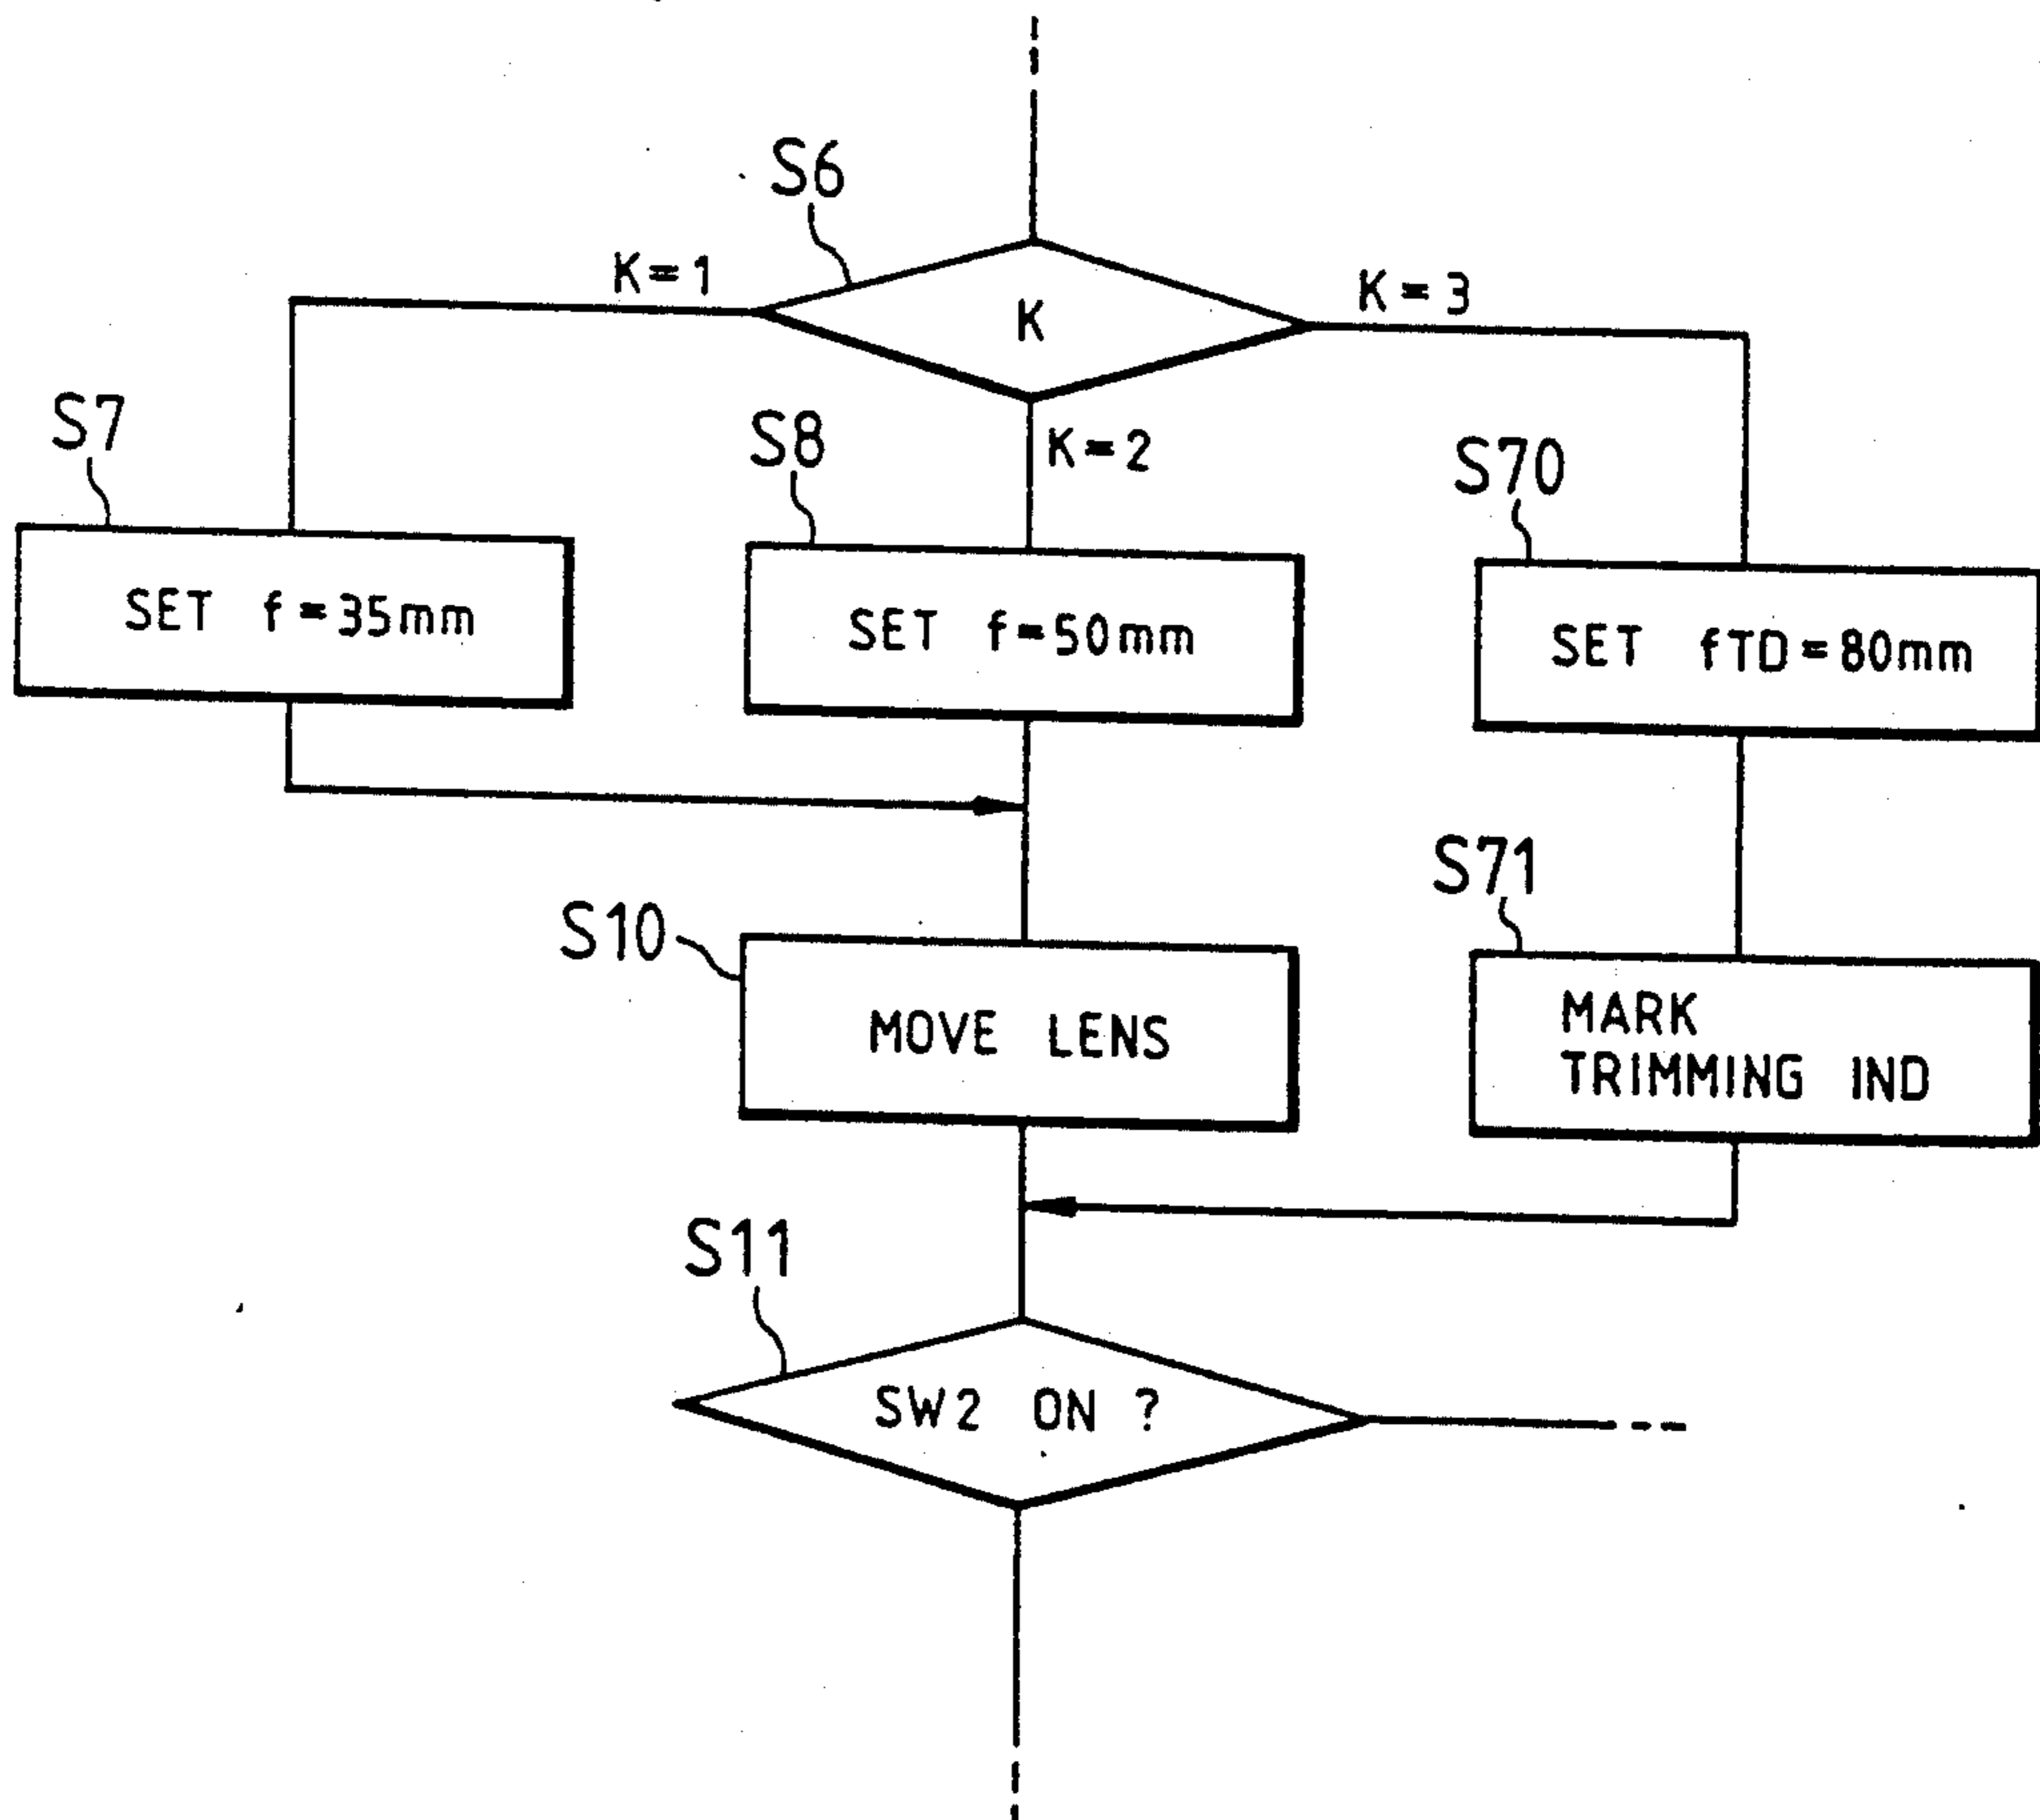 S6
K=1
K
K=3
S7
S8
K=2
S70
SET f=35mm
SET f=50mm
SET fTD=80mm
S71
S10
MOVE LENS
MARK
TRIMMING IND
S11
SW2 ON ?